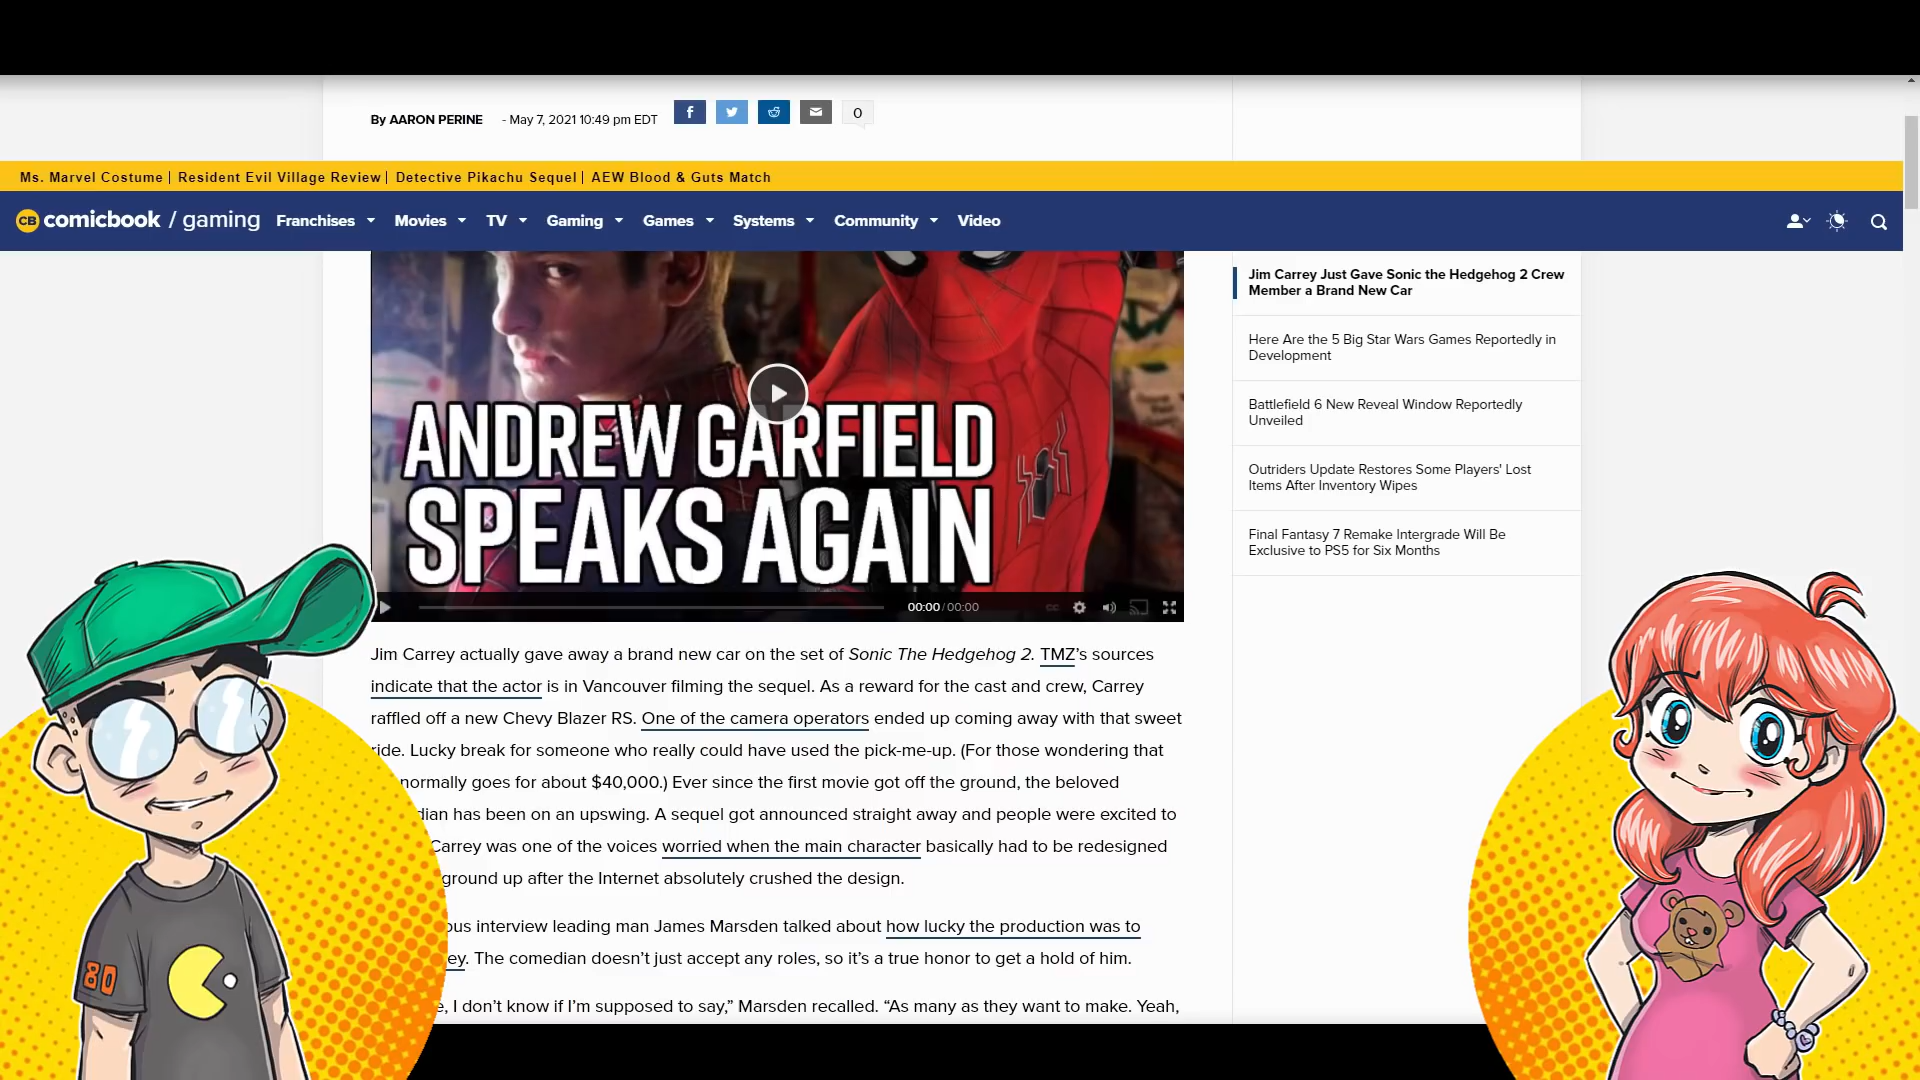 By AARON PERINE - May 7, 2021 10:49 pm EDT
0
Ms. Marvel Costume | Resident Evil Village Review | Detective Pikachu Sequel | AEW Blood & Guts Match
CB comicbook / gaming Franchises Movies TV Gaming Games Systems Community Video
ANDREW GARFIELD
SPEAKS AGAIN
00:00 / 00:00
CC
Jim Carrey actually gave away a brand new car on the set of Sonic The Hedgehog 2. TMZ’s sources
indicate that the actor is in Vancouver filming the sequel. As a reward for the cast and crew, Carrey
raffled off a new Chevy Blazer RS. One of the camera operators ended up coming away with that sweet
ride. Lucky break for someone who really could have used the pick-me-up. (For those wondering that
normally goes for about $40,000.) Ever since the first movie got off the ground, the beloved
dian has been on an upswing. A sequel got announced straight away and people were excited to
Carrey was one of the voices worried when the main character basically had to be redesigned
ground up after the Internet absolutely crushed the design.
ous interview leading man James Marsden talked about how lucky the production was to
ey. The comedian doesn’t just accept any roles, so it’s a true honor to get a hold of him.
e, I don’t know if I’m supposed to say,” Marsden recalled. “As many as they want to make. Yeah,
Jim Carrey Just Gave Sonic the Hedgehog 2 Crew
Member a Brand New Car
Here Are the 5 Big Star Wars Games Reportedly in
Development
Battlefield 6 New Reveal Window Reportedly
Unveiled
Outriders Update Restores Some Players' Lost
Items After Inventory Wipes
Final Fantasy 7 Remake Intergrade Will Be
Exclusive to PS5 for Six Months
80